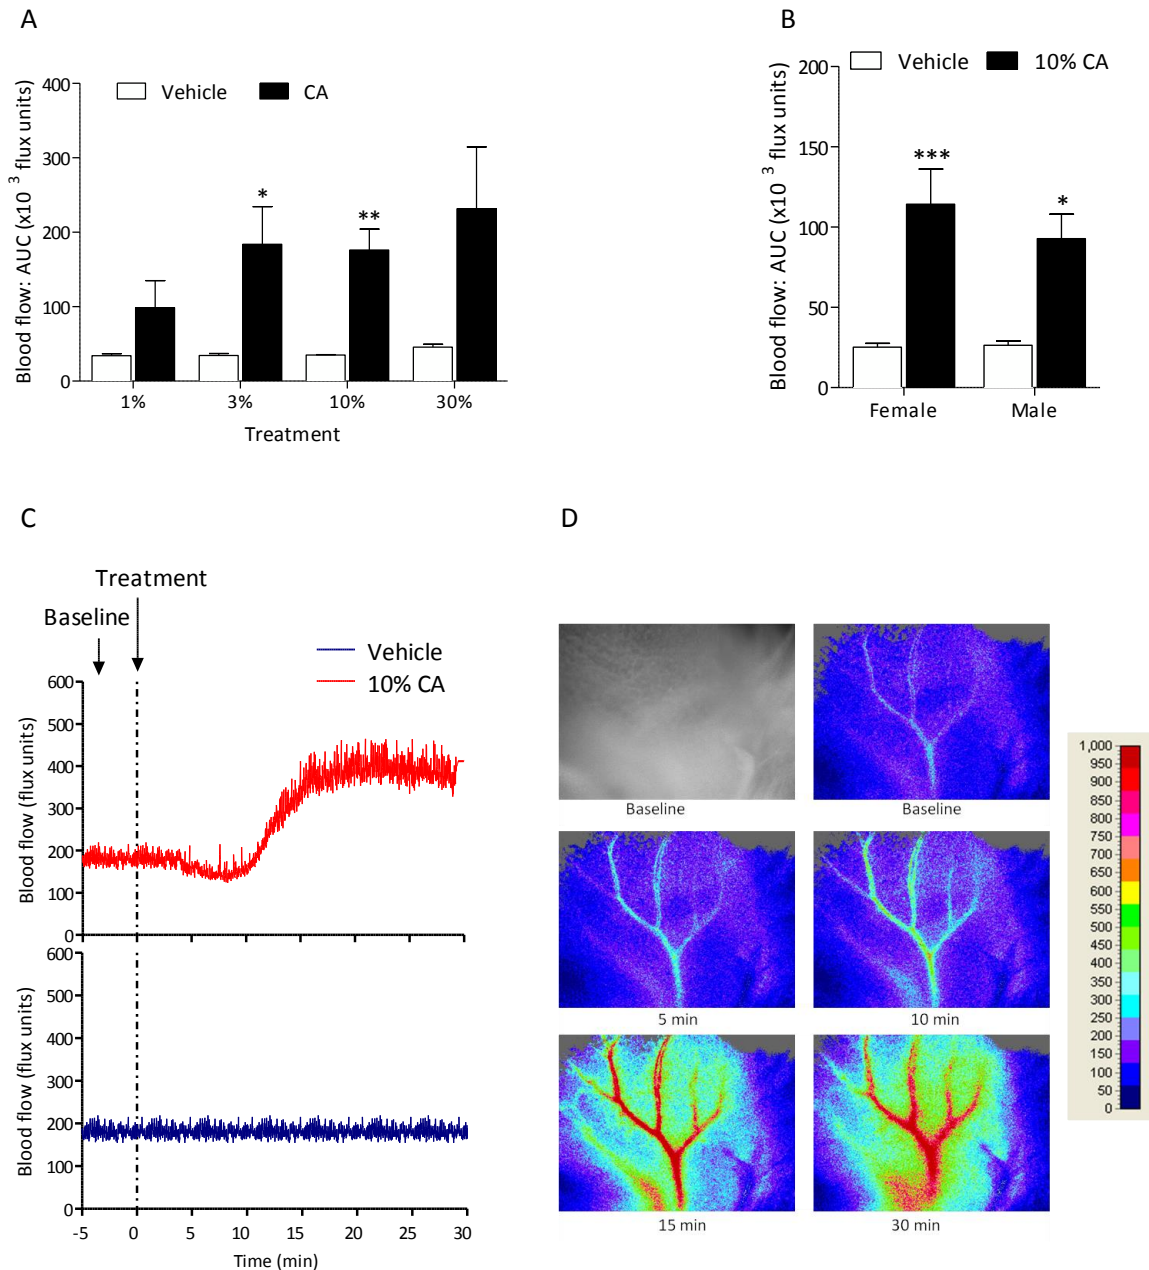 A
Blood flow: AUC (x10 3 flux units)
400
300
200
100
0
Vehicle
CA
*
**
1%
3%
10%
30%
Treatment
B
Blood flow: AUC (x10 3 flux units)
200
150
100
50
0
Vehicle
10% CA
***
*
Female
Male
C
Treatment
Baseline
Vehicle
10% CA
Blood flow (flux units)
600
500
400
300
200
100
0
Blood flow (flux units)
600
500
400
300
200
100
0
-5
0
5
10
15
20
25
30
Time (min)
D
Baseline
Baseline
5 min
10 min
15 min
30 min
1,000
950
900
850
800
750
700
650
600
550
500
450
400
350
300
250
200
150
100
50
0